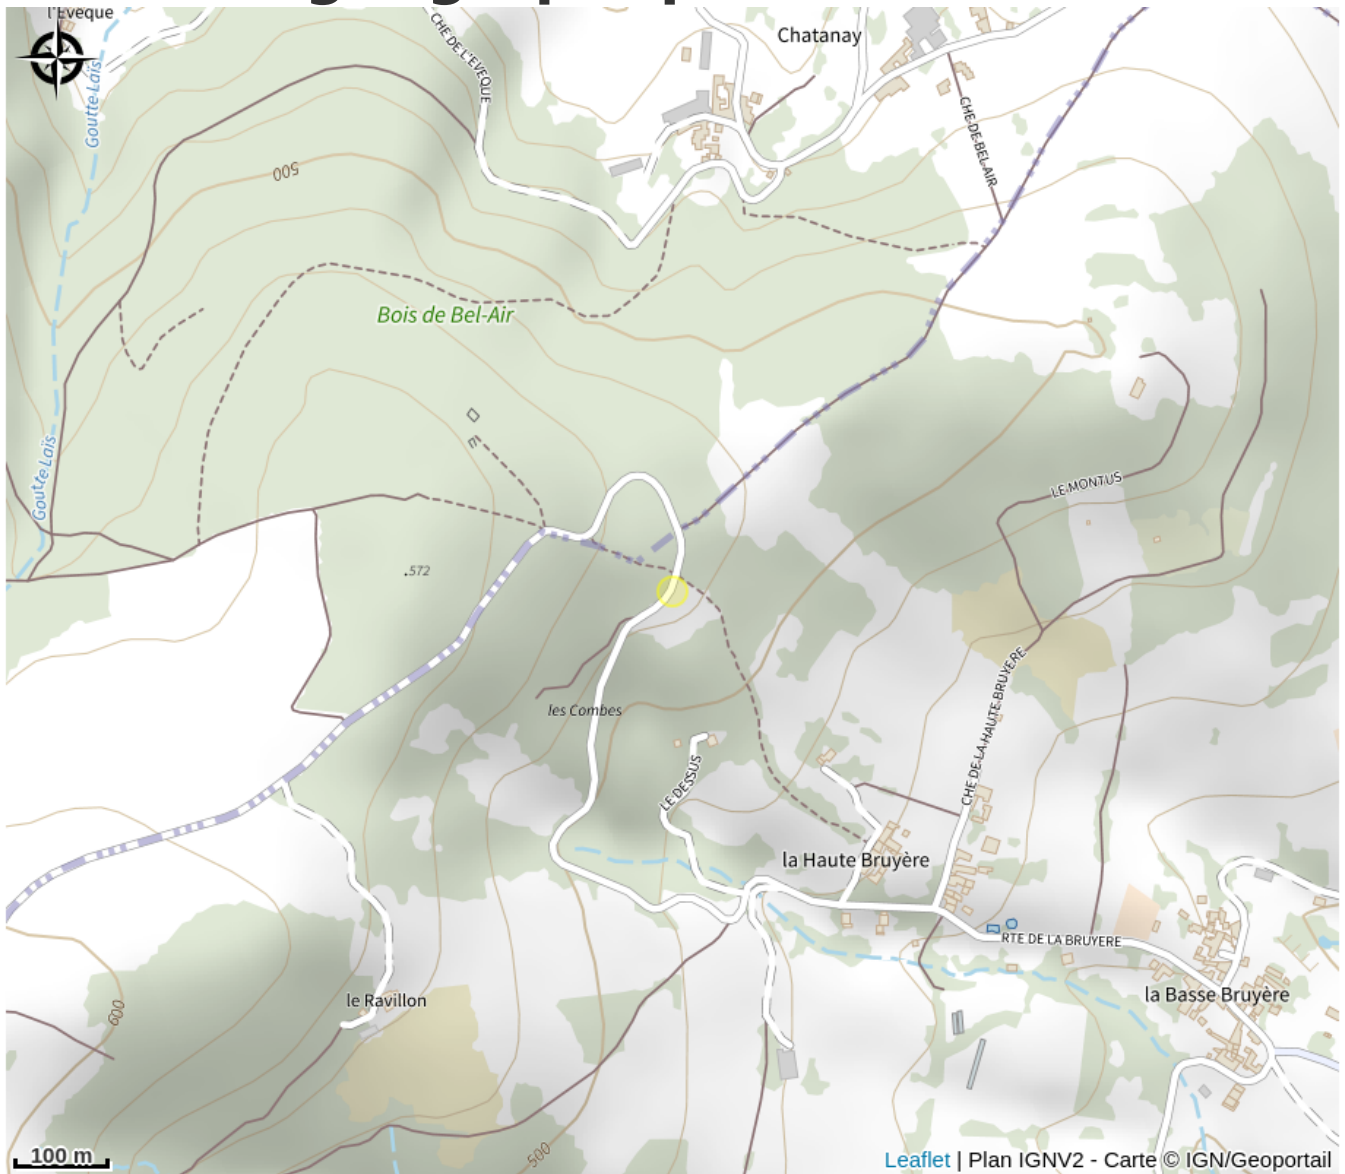 l'Évêque
CHE DE L'EVEQUE
Chatanay
Goutte Laïs
CHE DE BEL AIR
500
Bois de Bel-Air
Goutte Laïs
LE MONTUS
.572
CHE DE LA HAUTE BRUYERE
les Combes
LE DESSUS
la Haute Bruyère
RTE DE LA BRUYERE
la Basse Bruyère
le Ravillon
600
500
100 m
Leaflet | Plan IGNV2 - Carte © IGN/Geoportail